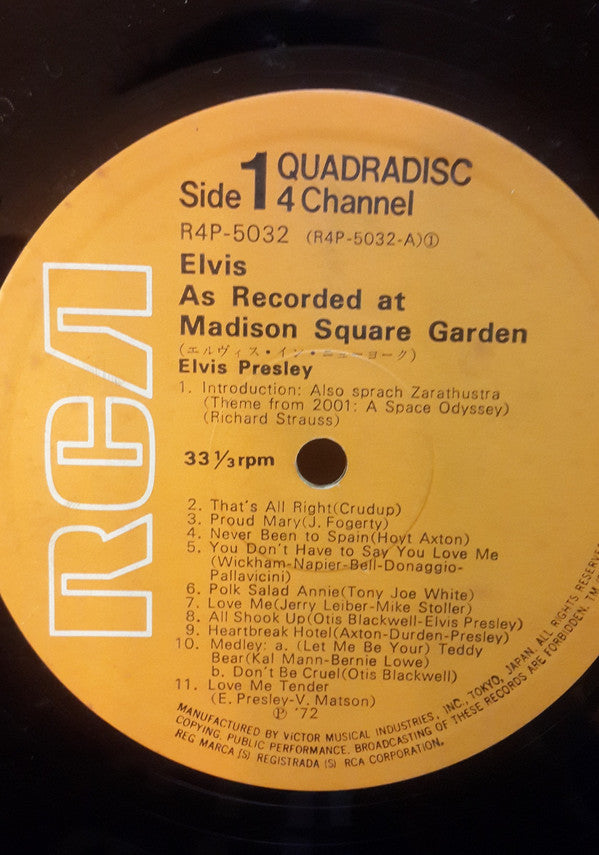 Side 1 QUADRADISC
4 Channel
R4P-5032 (R4P-5032-A)①
Elvis
As Recorded at
Madison Square Garden
(エルヴィス・イン・ニューヨーク)
Elvis Presley
1. Introduction: Also sprach Zarathustra
(Theme from 2001: A Space Odyssey)
(Richard Strauss)
33 1/3 rpm
2. That's All Right(Crudup)
3. Proud Mary(J. Fogerty)
4. Never Been to Spain(Hoyt Axton)
5. You Don't Have to Say You Love Me
(Wickham-Napier-Bell-Donaggio-
Pallavicini)
6. Polk Salad Annie(Tony Joe White)
7. Love Me(Jerry Leiber-Mike Stoller)
8. All Shook Up(Otis Blackwell-Elvis Presley)
9. Heartbreak Hotel(Axton-Durden-Presley)
10. Medley: a. (Let Me Be Your) Teddy
Bear(Kal Mann-Bernie Lowe)
b. Don't Be Cruel(Otis Blackwell)
11. Love Me Tender
(E. Presley-V. Matson)
℗ '72
RCA
MANUFACTURED BY VICTOR MUSICAL INDUSTRIES, INC., TOKYO, JAPAN. ALL RIGHTS RESERVE
COPYING, PUBLIC PERFORMANCE, BROADCASTING OF THESE RECORDS ARE FORBIDDEN. TM
REG MARCA (S) REGISTRADA (S) RCA CORPORATION.